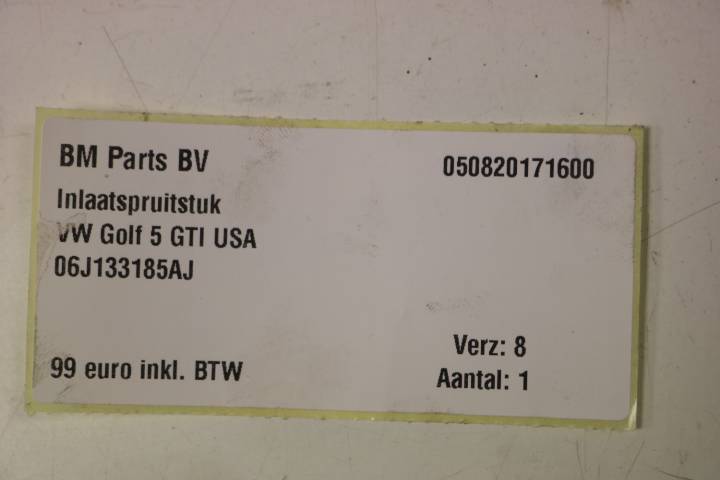 BM Parts BV 050820171600
Inlaatspruitstuk
VW Golf 5 GTI USA
06J133185AJ
Verz: 8
99 euro inkl. BTW Aantal: 1